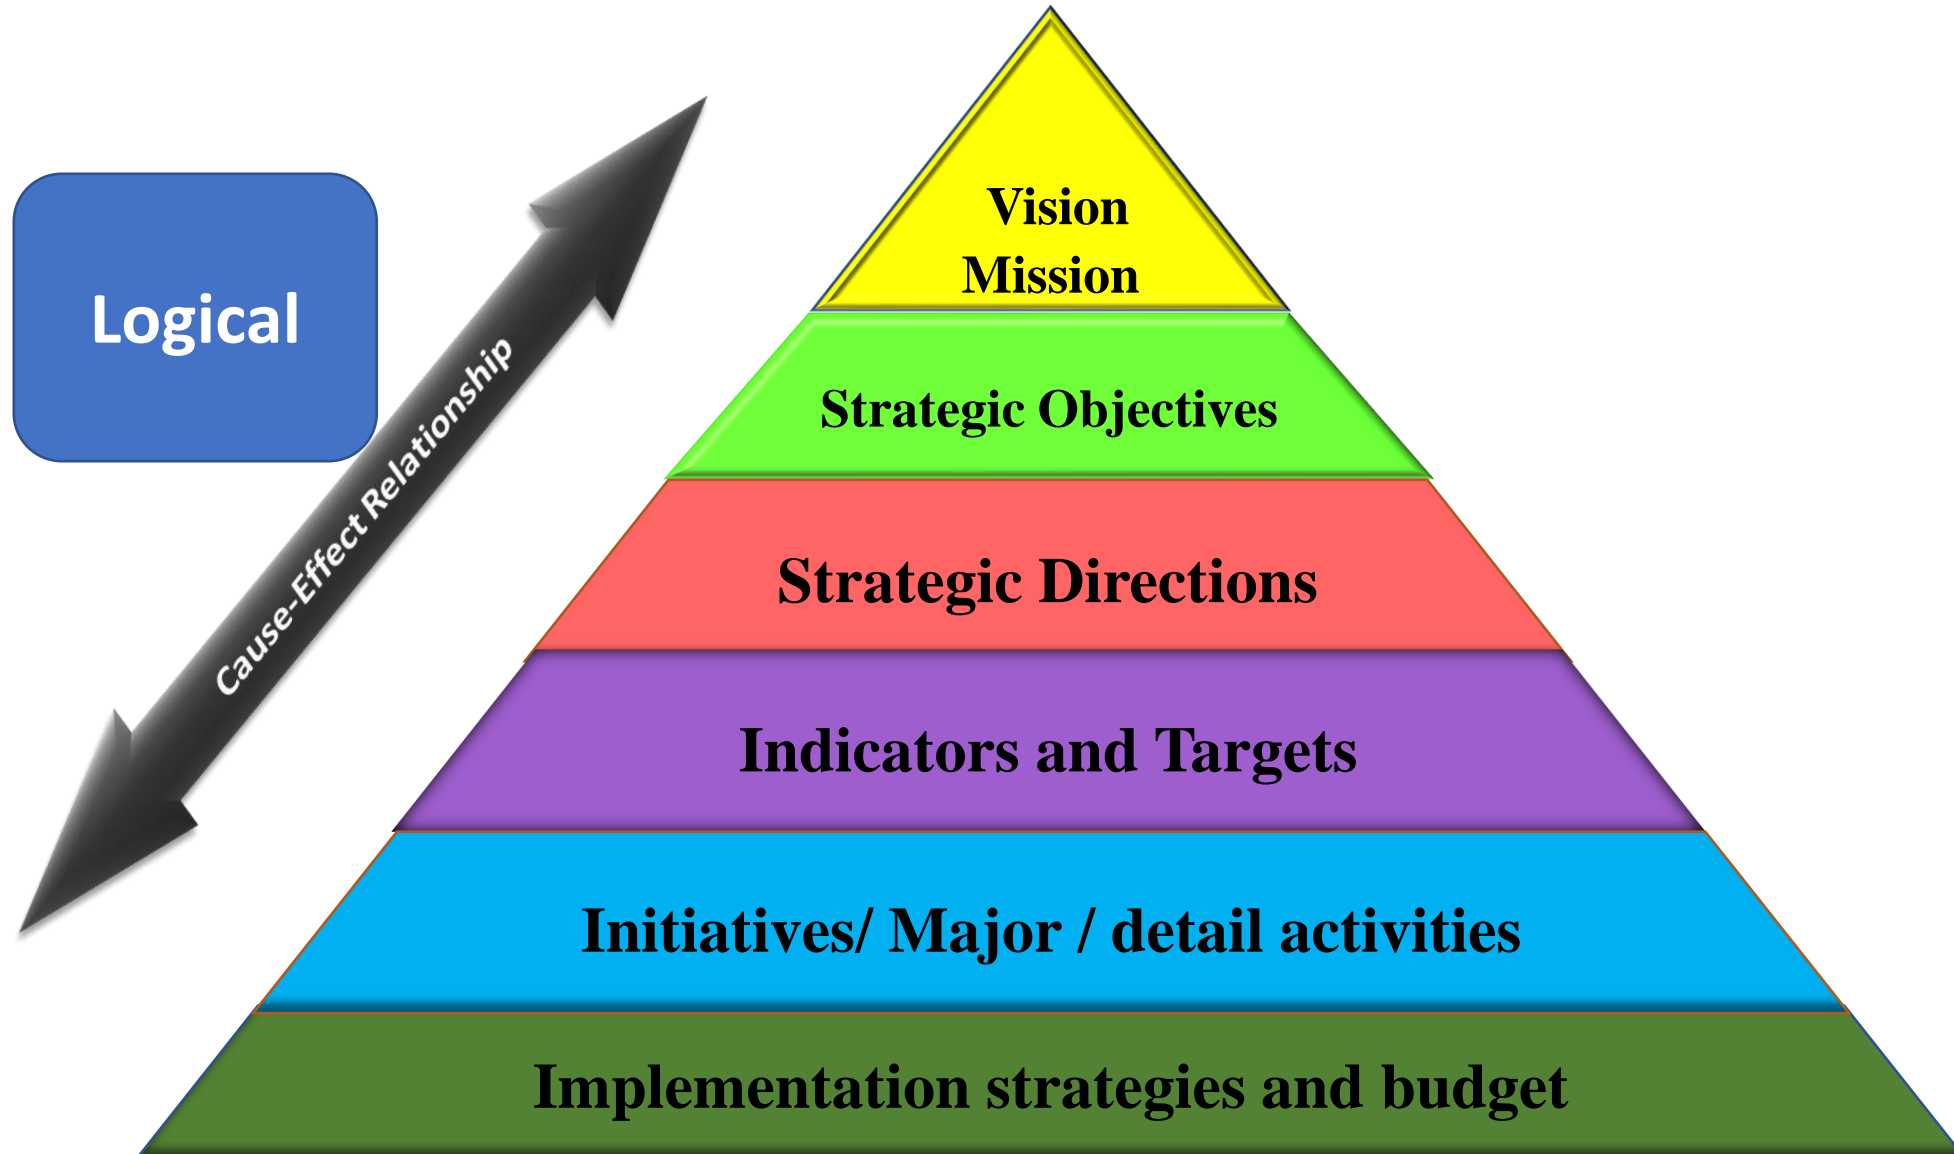 Logical
Cause-Effect Relationship
Vision
Mission
Strategic Objectives
Strategic Directions
Indicators and Targets
Initiatives/ Major / detail activities
Implementation strategies and budget